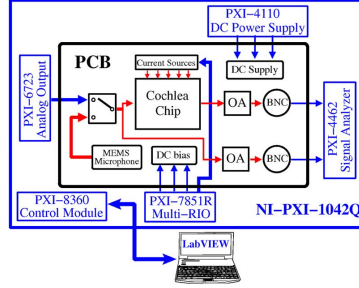 PXI−4110
DC Power Supply
PCB
Current Sources
DC Supply
PXI−6723
Analog Output
Cochlea
Chip
OA
BNC
PXI−4462
Signal Analyzer
MEMS
Microphone
DC bias
OA
BNC
PXI−8360
Control Module
PXI−7851R
Multi−RIO
NI−PXI−1042Q
LabVIEW